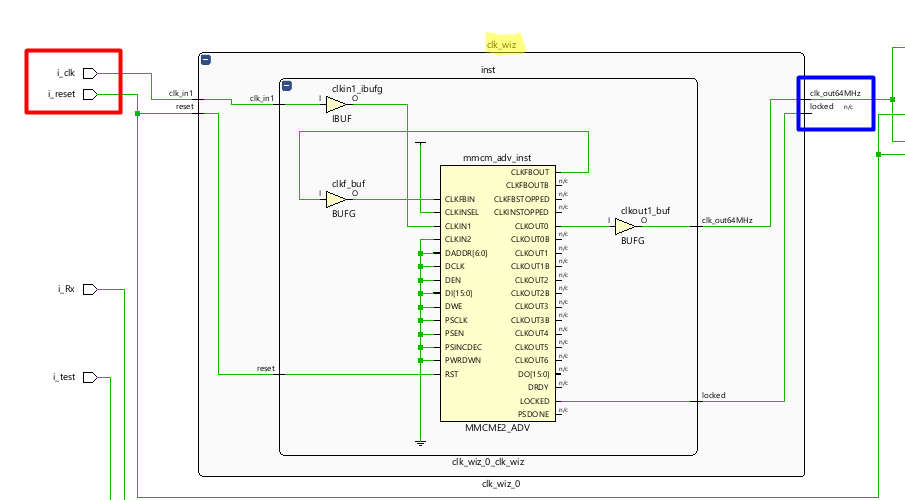 clk_wiz
inst
i_clk
i_reset
clk_in1
reset
clk_in1
clkin1_ibufg
I O
IBUF
clk_out64MHz
locked n/c
mmcm_adv_inst
clkf_buf
I O
BUFG
CLKFBIN
CLKINSEL
CLKIN1
CLKIN2
DADDR[6:0]
DCLK
DEN
DI[15:0]
DWE
PSCLK
PSEN
PSINCDEC
PWRDWN
RST
CLKFBOUT
CLKFBOUTB n/c
CLKFBSTOPPED n/c
CLKINSTOPPED n/c
CLKOUT0
CLKOUT0B n/c
CLKOUT1 n/c
CLKOUT1B n/c
CLKOUT2 n/c
CLKOUT2B n/c
CLKOUT3 n/c
CLKOUT3B n/c
CLKOUT4 n/c
CLKOUT5 n/c
CLKOUT6 n/c
DO[15:0] n/c
DRDY n/c
LOCKED
PSDONE n/c
MMCME2_ADV
clkout1_buf
I O
BUFG
clk_out64MHz
i_Rx
i_test
reset
locked
clk_wiz_0_clk_wiz
clk_wiz_0